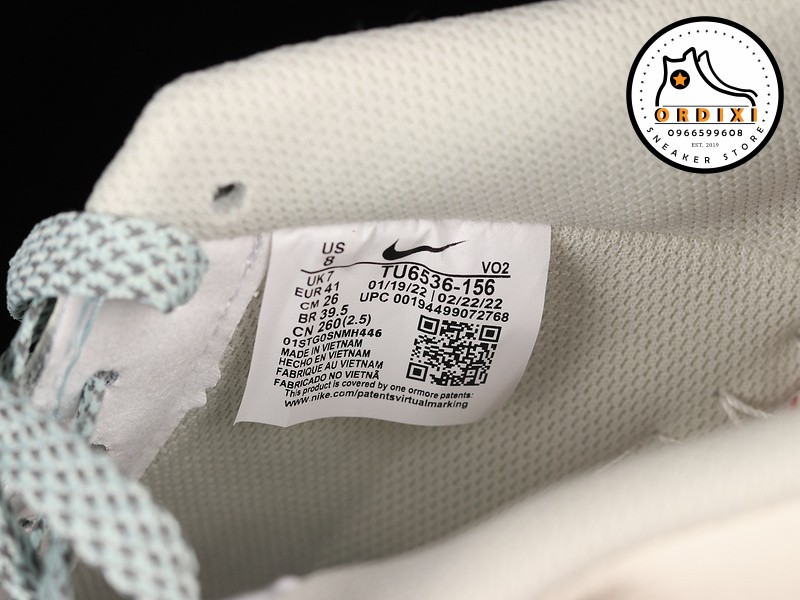 ORDIXI
0966599608
EST. 2019
SNEAKER STORE
US
8
VO2
UK 7
TU6536-156
EUR 41
01/19/22 | 02/22/22
CM 26
UPC 00194499072768
BR 39.5
CN 260(2.5)
01STG0SNMH446
MADE IN VIETNAM
HECHO EN VIETNAM
FABRIQUE AU VIETNAM
FABRICADO NO VIETNÃ
This product is covered by one ormore patents:
www.nike.com/patentsvirtualmarking